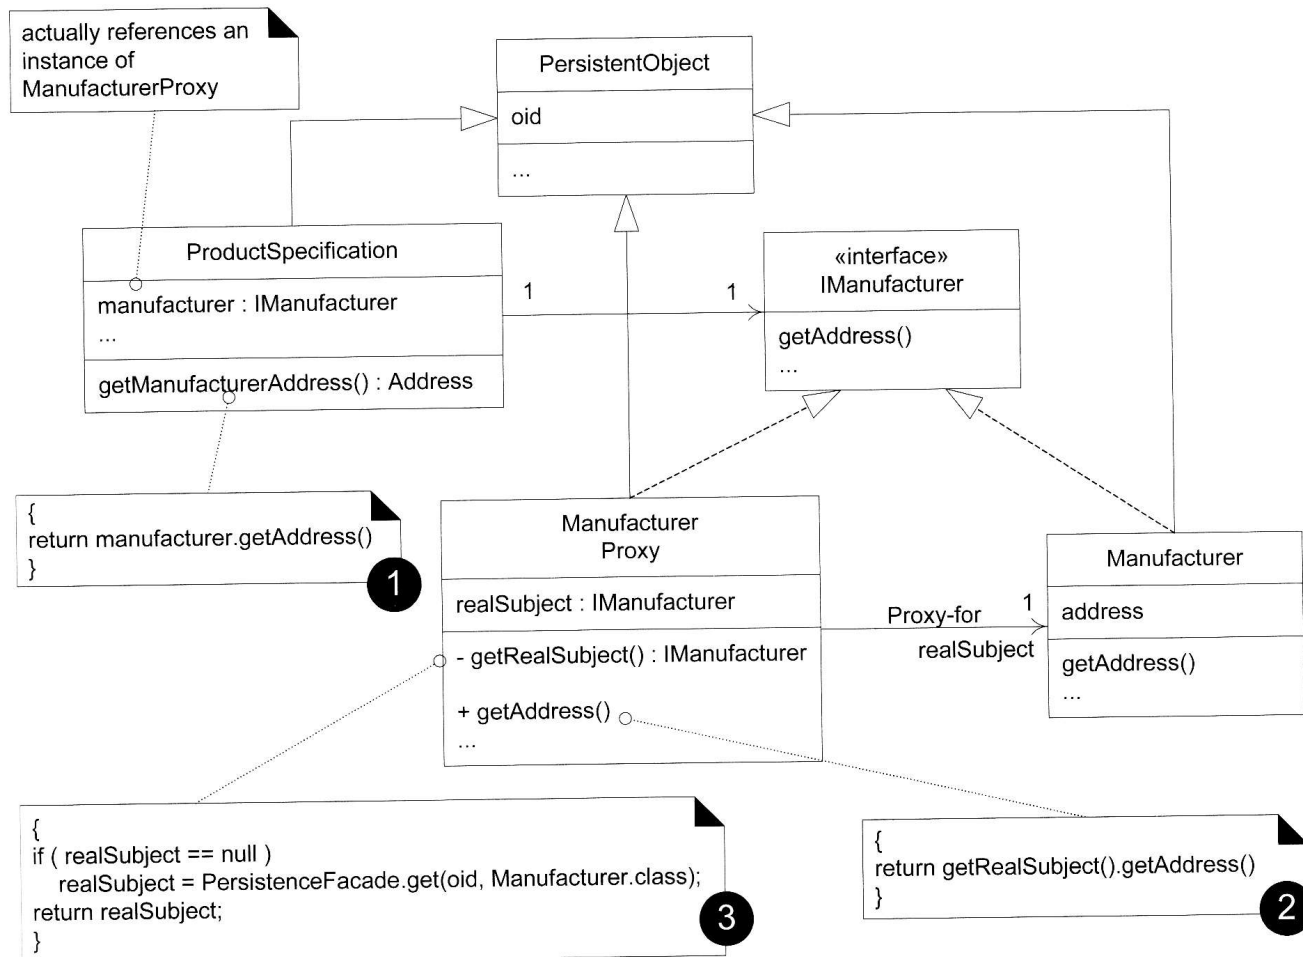 actually references an
instance of
ManufacturerProxy
PersistentObject
oid
...
ProductSpecification
manufacturer : IManufacturer
...
getManufacturerAddress() : Address
1
1
«interface»
IManufacturer
getAddress()
...
{
return manufacturer.getAddress()
}
1
Manufacturer
Proxy
realSubject : IManufacturer
- getRealSubject() : IManufacturer
+ getAddress()
...
Proxy-for
1
realSubject
Manufacturer
address
getAddress()
...
{
if ( realSubject == null )
realSubject = PersistenceFacade.get(oid, Manufacturer.class);
return realSubject;
}
3
{
return getRealSubject().getAddress()
}
2